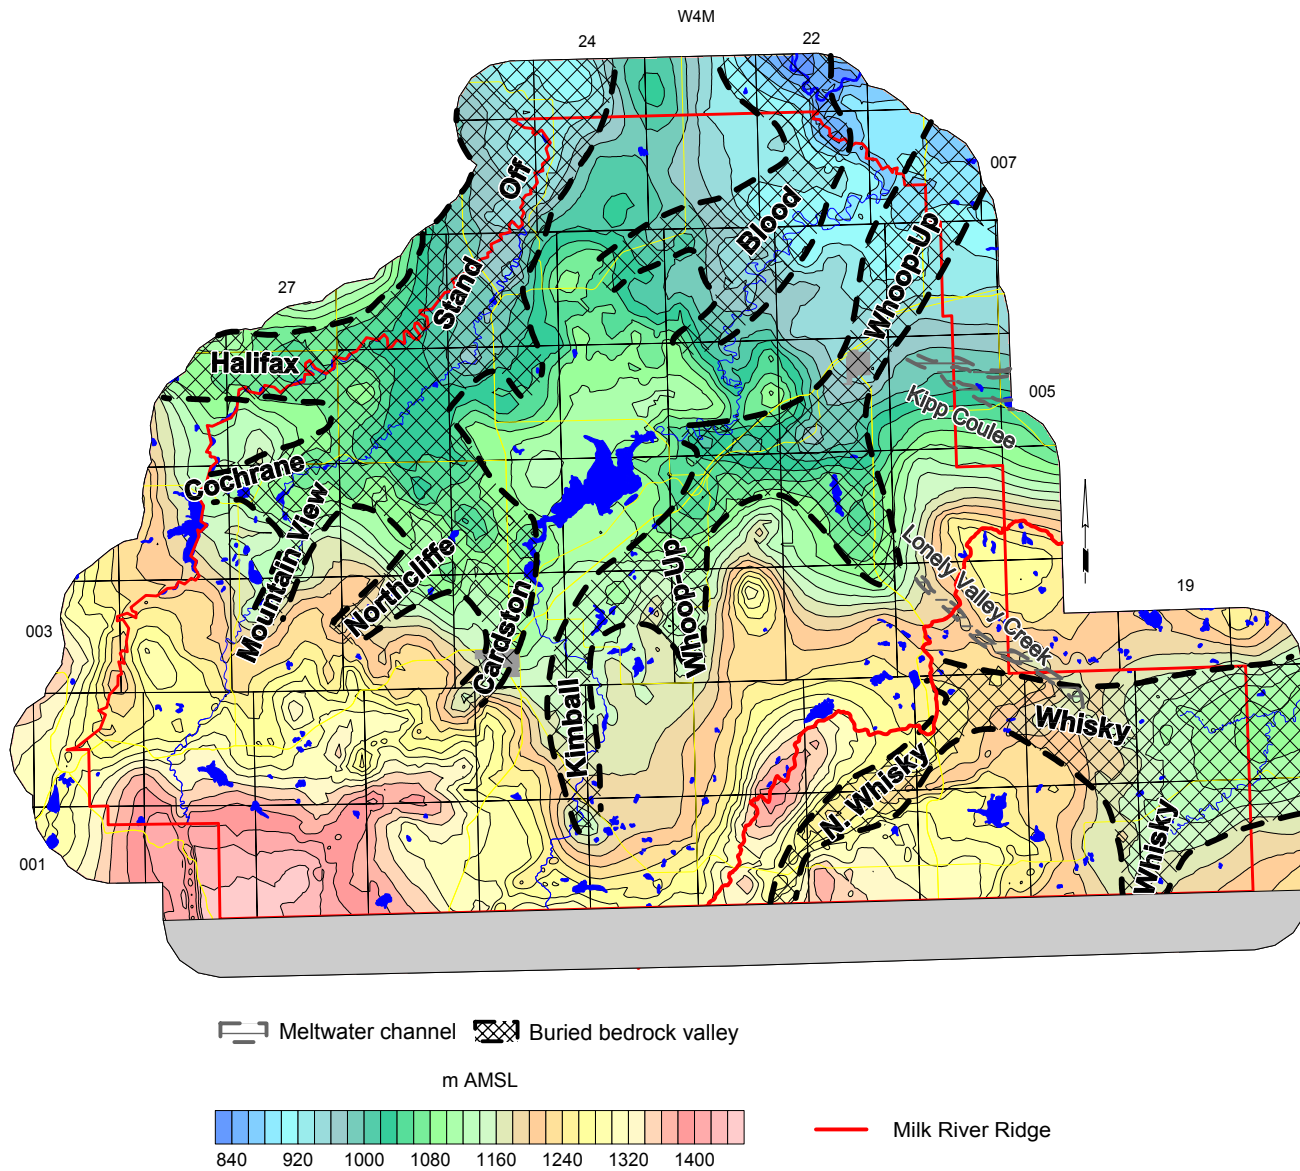 W4M
24
22
007
Off
Blood
Whoop-Up
Stand
27
Halifax
005
Kipp Coulee
Cochrane
Mountain View
Northcliffe
Whoop-up
Lonely Valley Creek
19
003
Cardston
Kimball
Whisky
N. Whisky
Whisky
001
Meltwater channel
Buried bedrock valley
m AMSL
840 920 1000 1080 1160 1240 1320 1400
Milk River Ridge